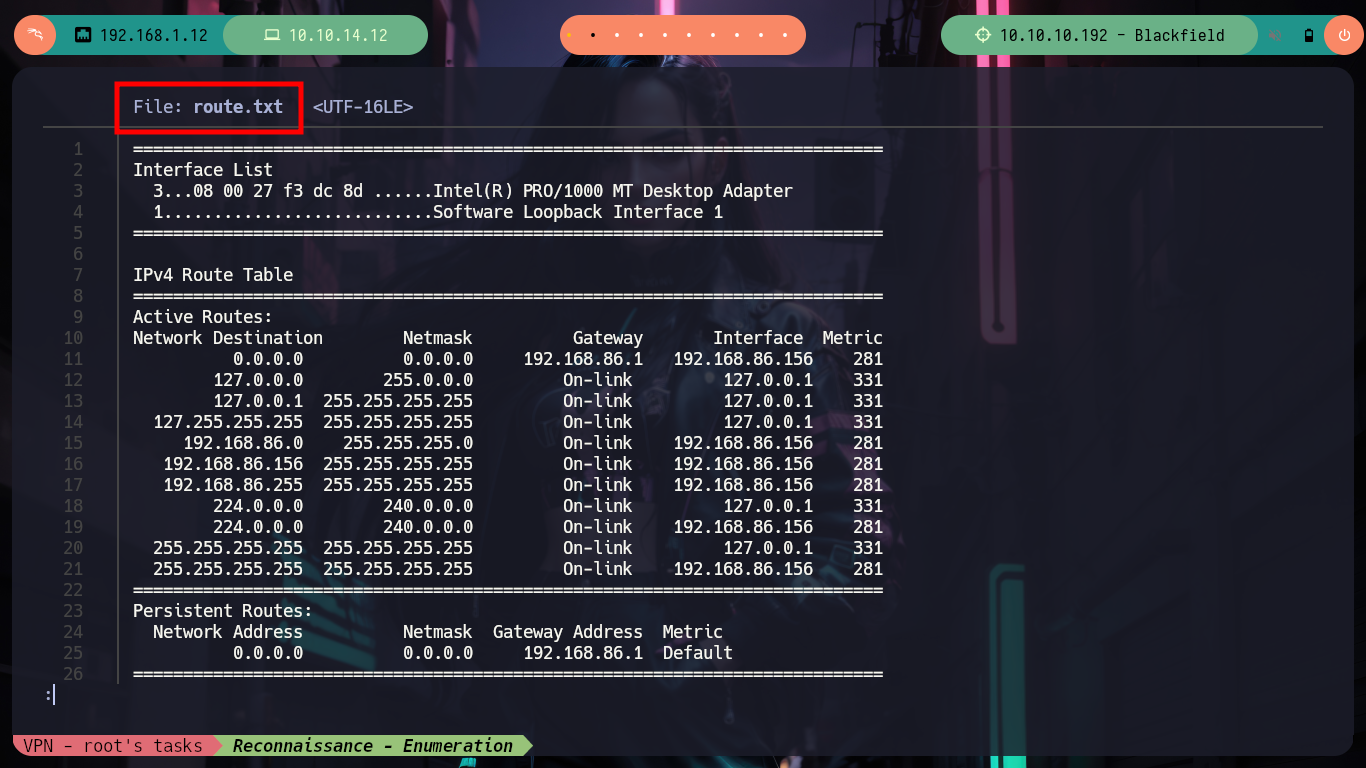 192.168.1.12 10.10.14.12 10.10.10.192 - Blackfield
File: route.txt <UTF-16LE>
1 ===========================================================================
2 Interface List
3   3...08 00 27 f3 dc 8d ......Intel(R) PRO/1000 MT Desktop Adapter
4   1...........................Software Loopback Interface 1
5 ===========================================================================
6
7 IPv4 Route Table
8 ===========================================================================
9 Active Routes:
10 Network Destination        Netmask          Gateway       Interface  Metric
11           0.0.0.0          0.0.0.0     192.168.86.1   192.168.86.156    281
12         127.0.0.0        255.0.0.0         On-link         127.0.0.1    331
13         127.0.0.1  255.255.255.255         On-link         127.0.0.1    331
14   127.255.255.255  255.255.255.255         On-link         127.0.0.1    331
15      192.168.86.0    255.255.255.0         On-link    192.168.86.156    281
16    192.168.86.156  255.255.255.255         On-link    192.168.86.156    281
17    192.168.86.255  255.255.255.255         On-link    192.168.86.156    281
18         224.0.0.0        240.0.0.0         On-link         127.0.0.1    331
19         224.0.0.0        240.0.0.0         On-link    192.168.86.156    281
20   255.255.255.255  255.255.255.255         On-link         127.0.0.1    331
21   255.255.255.255  255.255.255.255         On-link    192.168.86.156    281
22 ===========================================================================
23 Persistent Routes:
24   Network Address          Netmask  Gateway Address  Metric
25           0.0.0.0          0.0.0.0     192.168.86.1  Default
26 ===========================================================================
:
VPN - root's tasks Reconnaissance - Enumeration